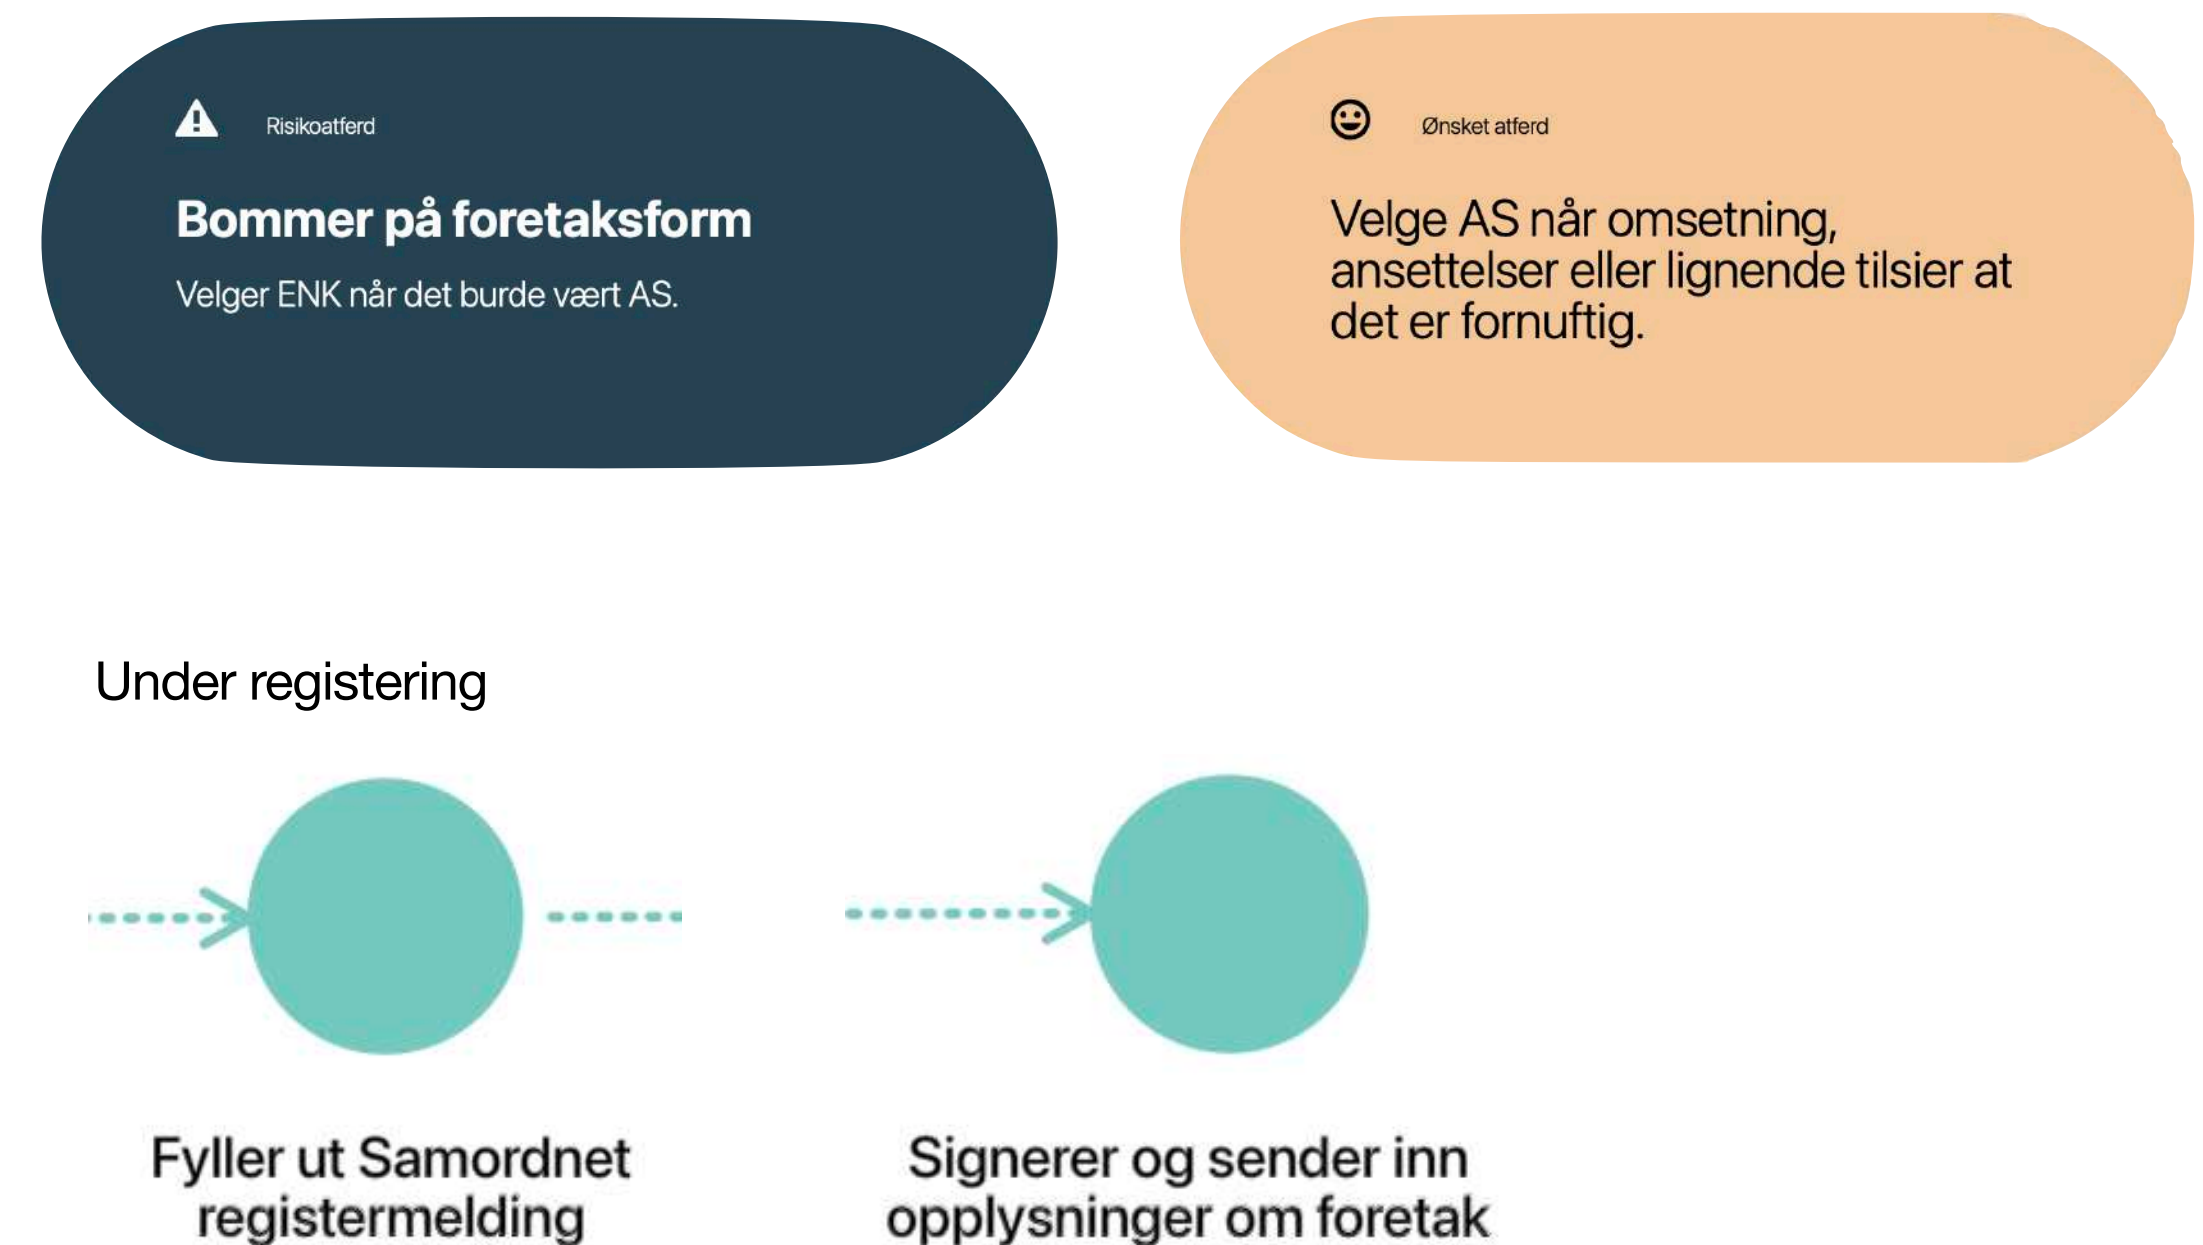 Risikoatferd
Bommer på foretaksform
Velger ENK når det burde vært AS.
Ønsket atferd
Velge AS når omsetning,
ansettelser eller lignende tilsier at
det er fornuftig.
Under registering
Fyller ut Samordnet
registermelding
Signerer og sender inn
opplysninger om foretak